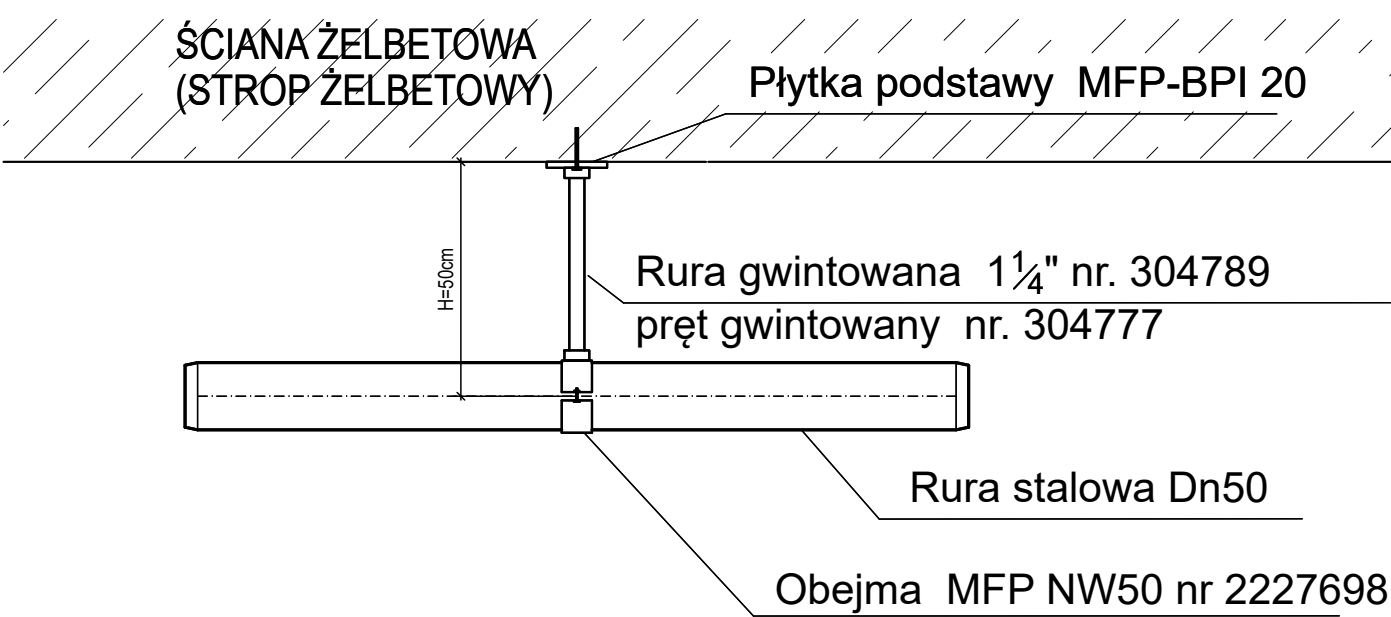 ŚCIANA ŻELBETOWA
(STROP ŻELBETOWY)
Płytka podstawy MFP-BPI 20
H=50cm
Rura gwintowana 1¼" nr. 304789
pręt gwintowany nr. 304777
Rura stalowa Dn50
Obejma MFP NW50 nr 2227698